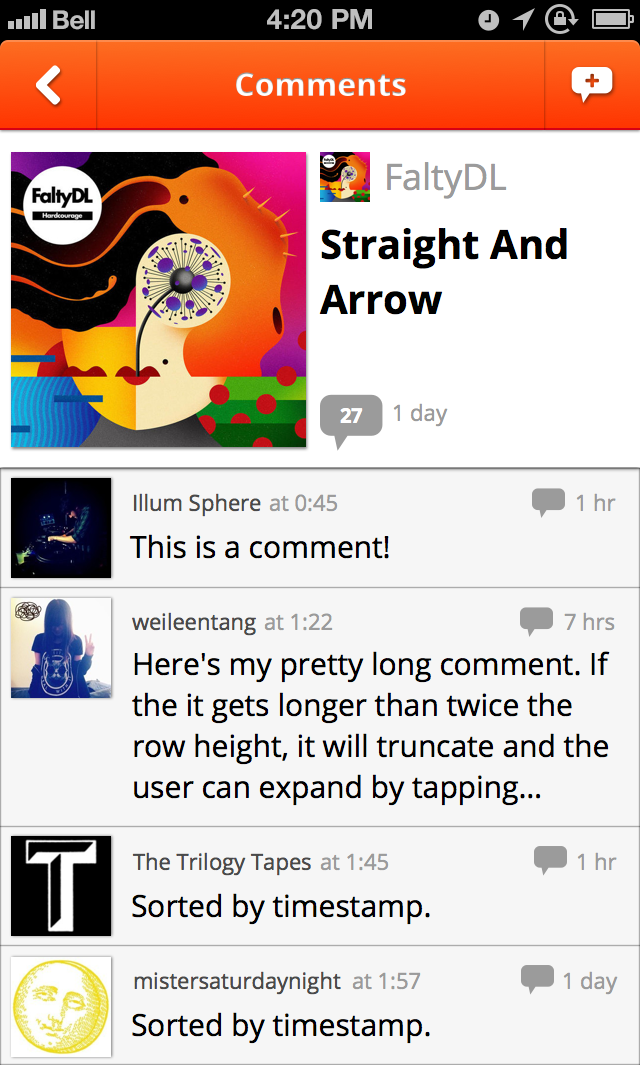 Bell 4:20 PM
Comments
FaltyDL
Hardcourage
FaltyDL
Straight And
Arrow
27 1 day
Illum Sphere at 0:45 1 hr
This is a comment!
weileentang at 1:22 7 hrs
Here's my pretty long comment. If
the it gets longer than twice the
row height, it will truncate and the
user can expand by tapping...
T
The Trilogy Tapes at 1:45 1 hr
Sorted by timestamp.
mistersaturdaynight at 1:57 1 day
Sorted by timestamp.